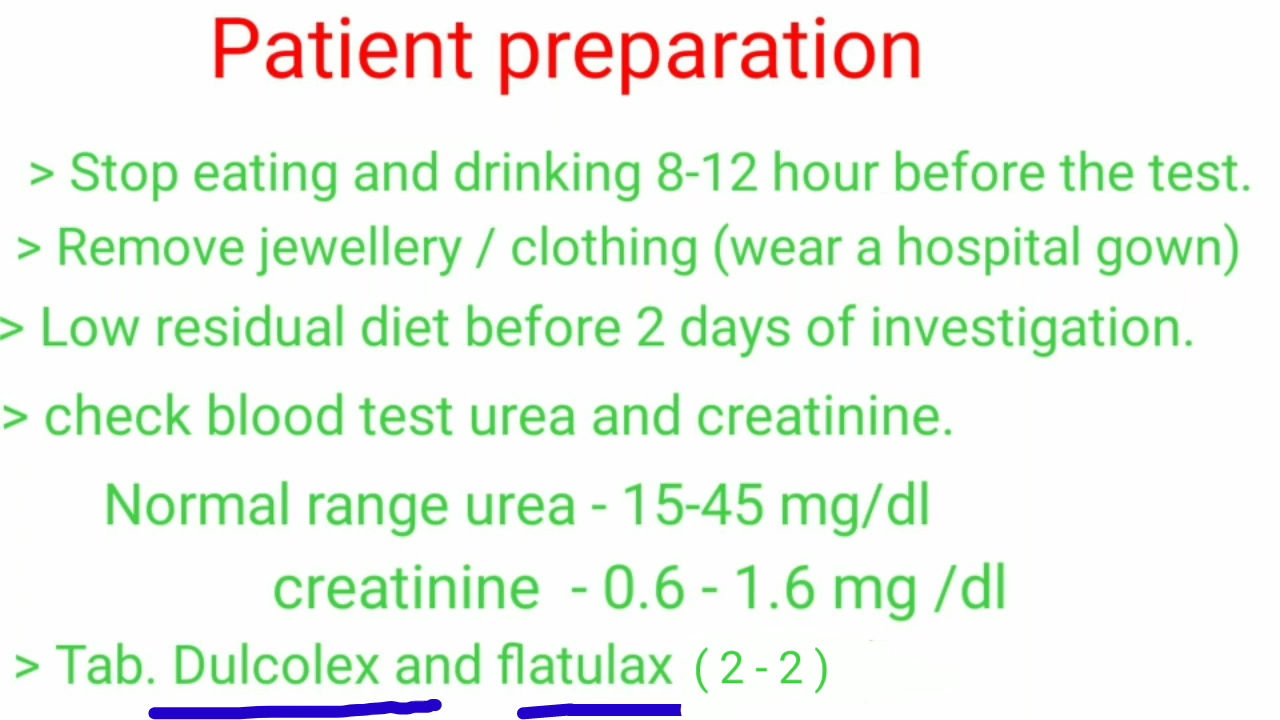 Patient preparation
> Stop eating and drinking 8-12 hour before the test.
> Remove jewellery / clothing (wear a hospital gown)
> Low residual diet before 2 days of investigation.
> check blood test urea and creatinine.
Normal range urea - 15-45 mg/dl
creatinine - 0.6 - 1.6 mg /dl
> Tab. Dulcolex and flatulax ( 2 - 2 )